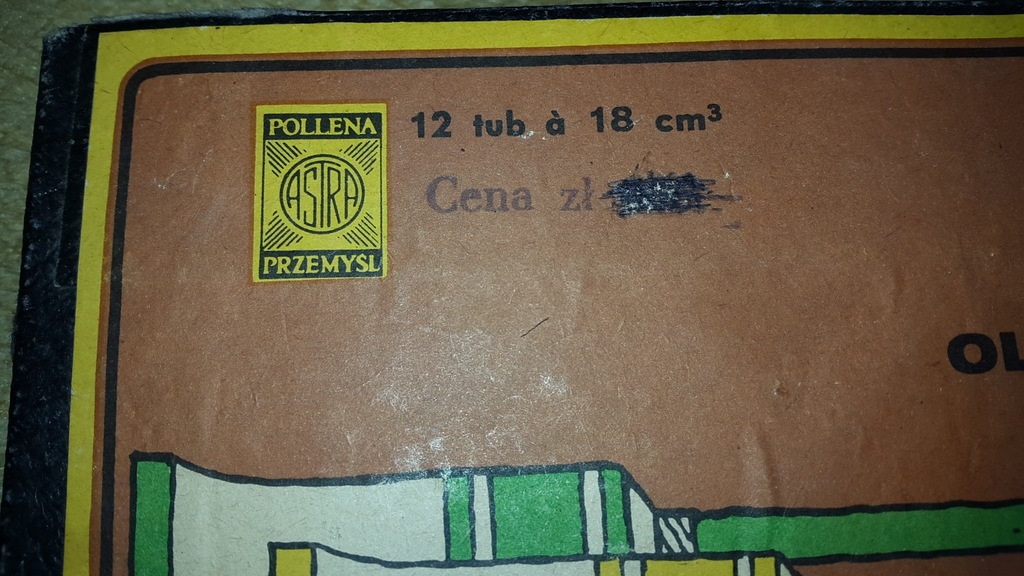 POLLENA
ASTRA
PRZEMYSL
12 tub à 18 cm³
Cena zł
OL